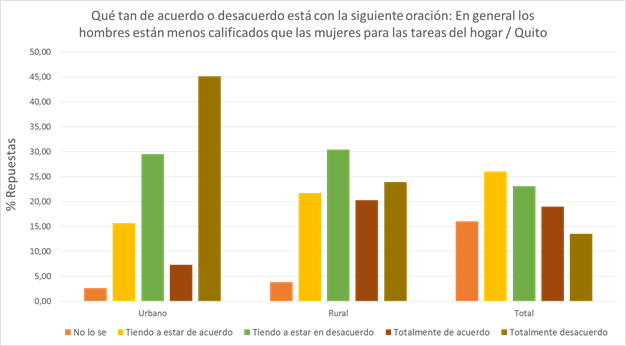 Qué tan de acuerdo o desacuerdo está con la siguiente oración: En general los
hombres están menos calificados que las mujeres para las tareas del hogar / Quito
50,00
45,00
40,00
35,00
30,00
25,00
20,00
15,00
10,00
5,00
0,00
% Repuestas
Urbano
Rural
Total
No lo se
Tiendo a estar de acuerdo
Tiendo a estar en desacuerdo
Totalmente de acuerdo
Totalmente desacuerdo